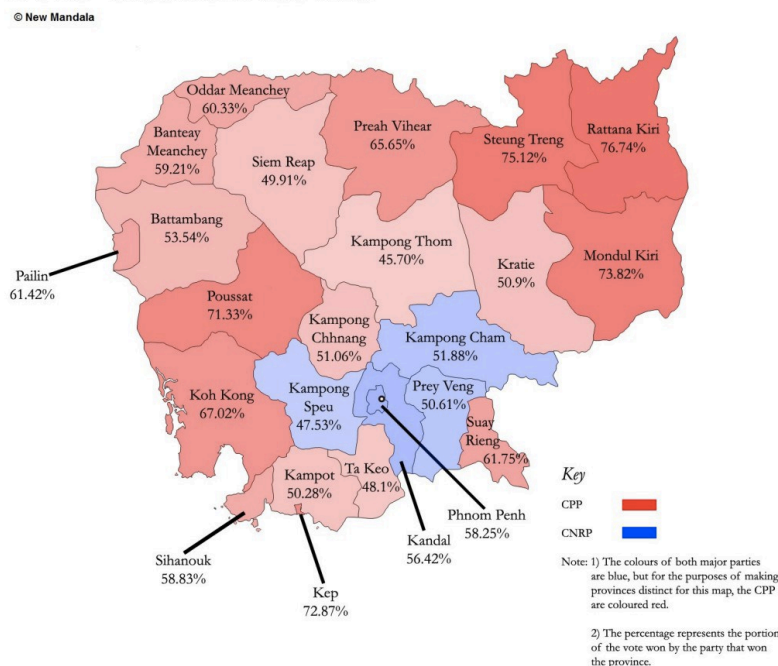 © New Mandala
Oddar Meanchey
60.33%
Banteay
Meanchey
59.21%
Siem Reap
49.91%
Preah Vihear
65.65%
Steung Treng
75.12%
Rattana Kiri
76.74%
Battambang
53.54%
Kampong Thom
45.70%
Kratie
50.9%
Mondul Kiri
73.82%
Pailin
61.42%
Poussat
71.33%
Kampong
Chhnang
51.06%
Kampong Cham
51.88%
Koh Kong
67.02%
Kampong
Speu
47.53%
Prey Veng
50.61%
Suay
Rieng
61.75%
Kampot
50.28%
Ta Keo
48.1%
Phnom Penh
58.25%
Kandal
56.42%
Sihanouk
58.83%
Kep
72.87%
Key
CPP
CNRP
Note: 1) The colours of both major parties
are blue, but for the purposes of making
provinces distinct for this map, the CPP
are coloured red.
2) The percentage represents the portion
of the vote won by the party that won
the province.